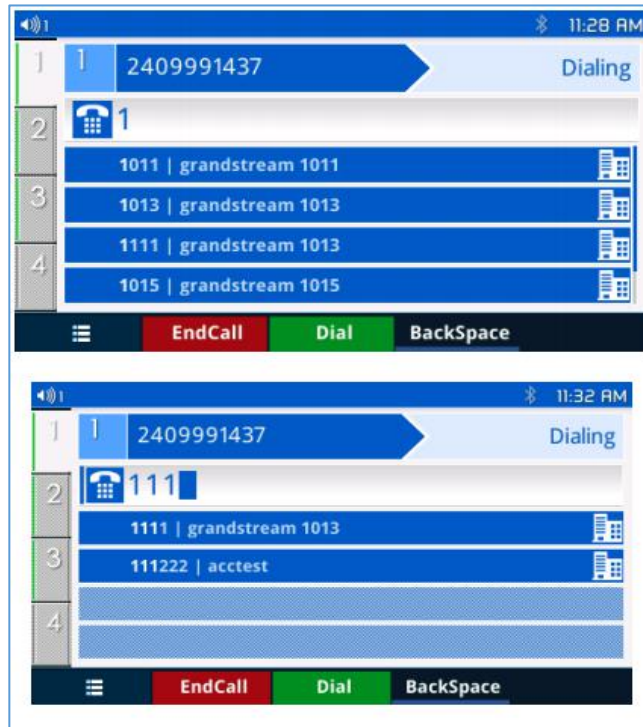 1 11:28 AM
1 1 2409991437 Dialing
2 1
1011 | grandstream 1011
3 1013 | grandstream 1013
1111 | grandstream 1013
4 1015 | grandstream 1015
EndCall Dial BackSpace
1 11:32 AM
1 1 2409991437 Dialing
2 111
1111 | grandstream 1013
3 111222 | acctest
4
EndCall Dial BackSpace